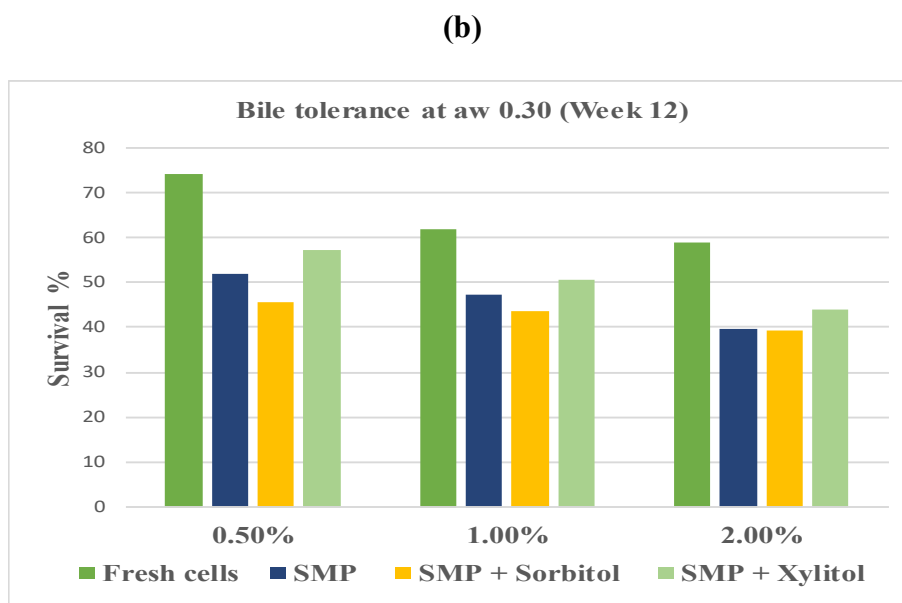 (b)
Bile tolerance at aw 0.30 (Week 12)
80
70
60
50
40
30
20
10
0
Survival %
0.50% 1.00% 2.00%
Fresh cells SMP SMP + Sorbitol SMP + Xylitol